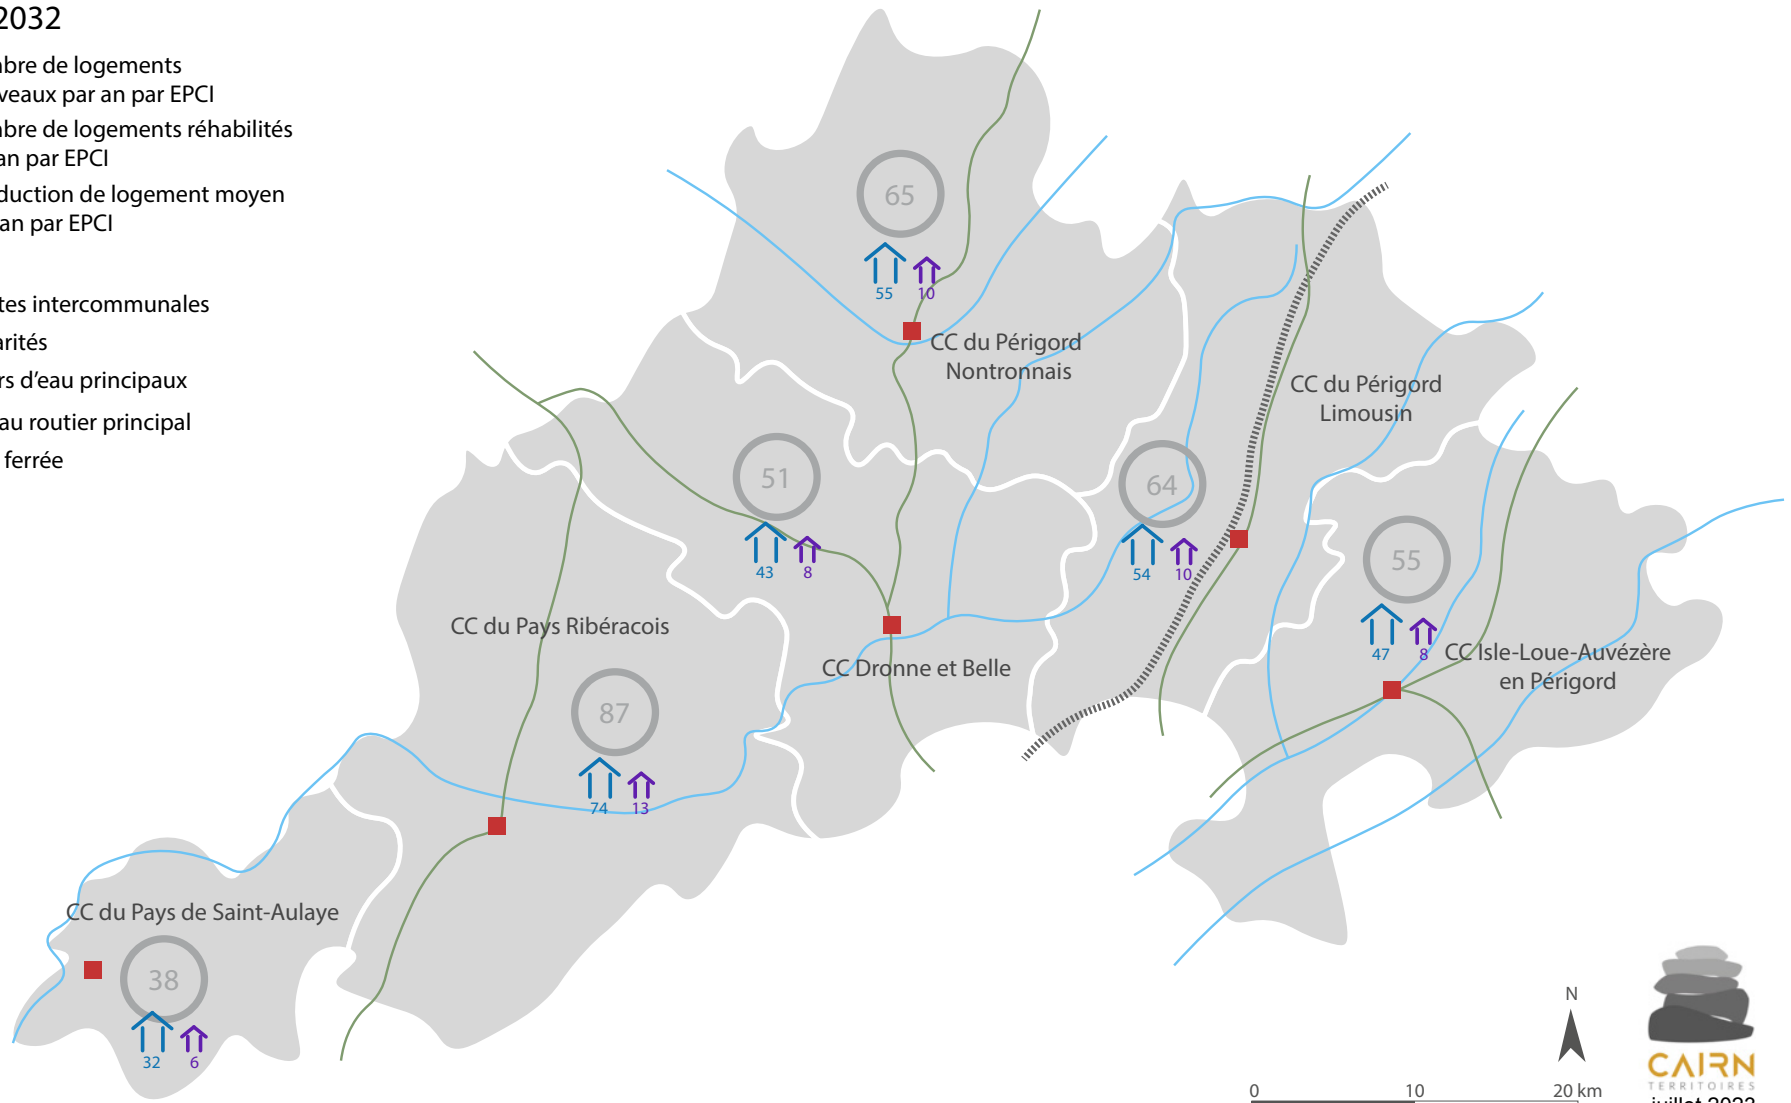 2032
bre de logements
veaux par an par EPCI
bre de logements réhabilités
an par EPCI
duction de logement moyen
an par EPCI
tes intercommunales
arités
rs d'eau principaux
au routier principal
ferrée
65
55
10
CC du Périgord
Nontronnais
CC du Périgord
Limousin
51
43
8
64
54
10
55
47
8
CC Isle-Loue-Auvézère
en Périgord
CC du Pays Ribéracois
CC Dronne et Belle
87
74
13
CC du Pays de Saint-Aulaye
38
32
6
N
0
10
20 km
CAIRN
TERRITOIRES
juillet 2023